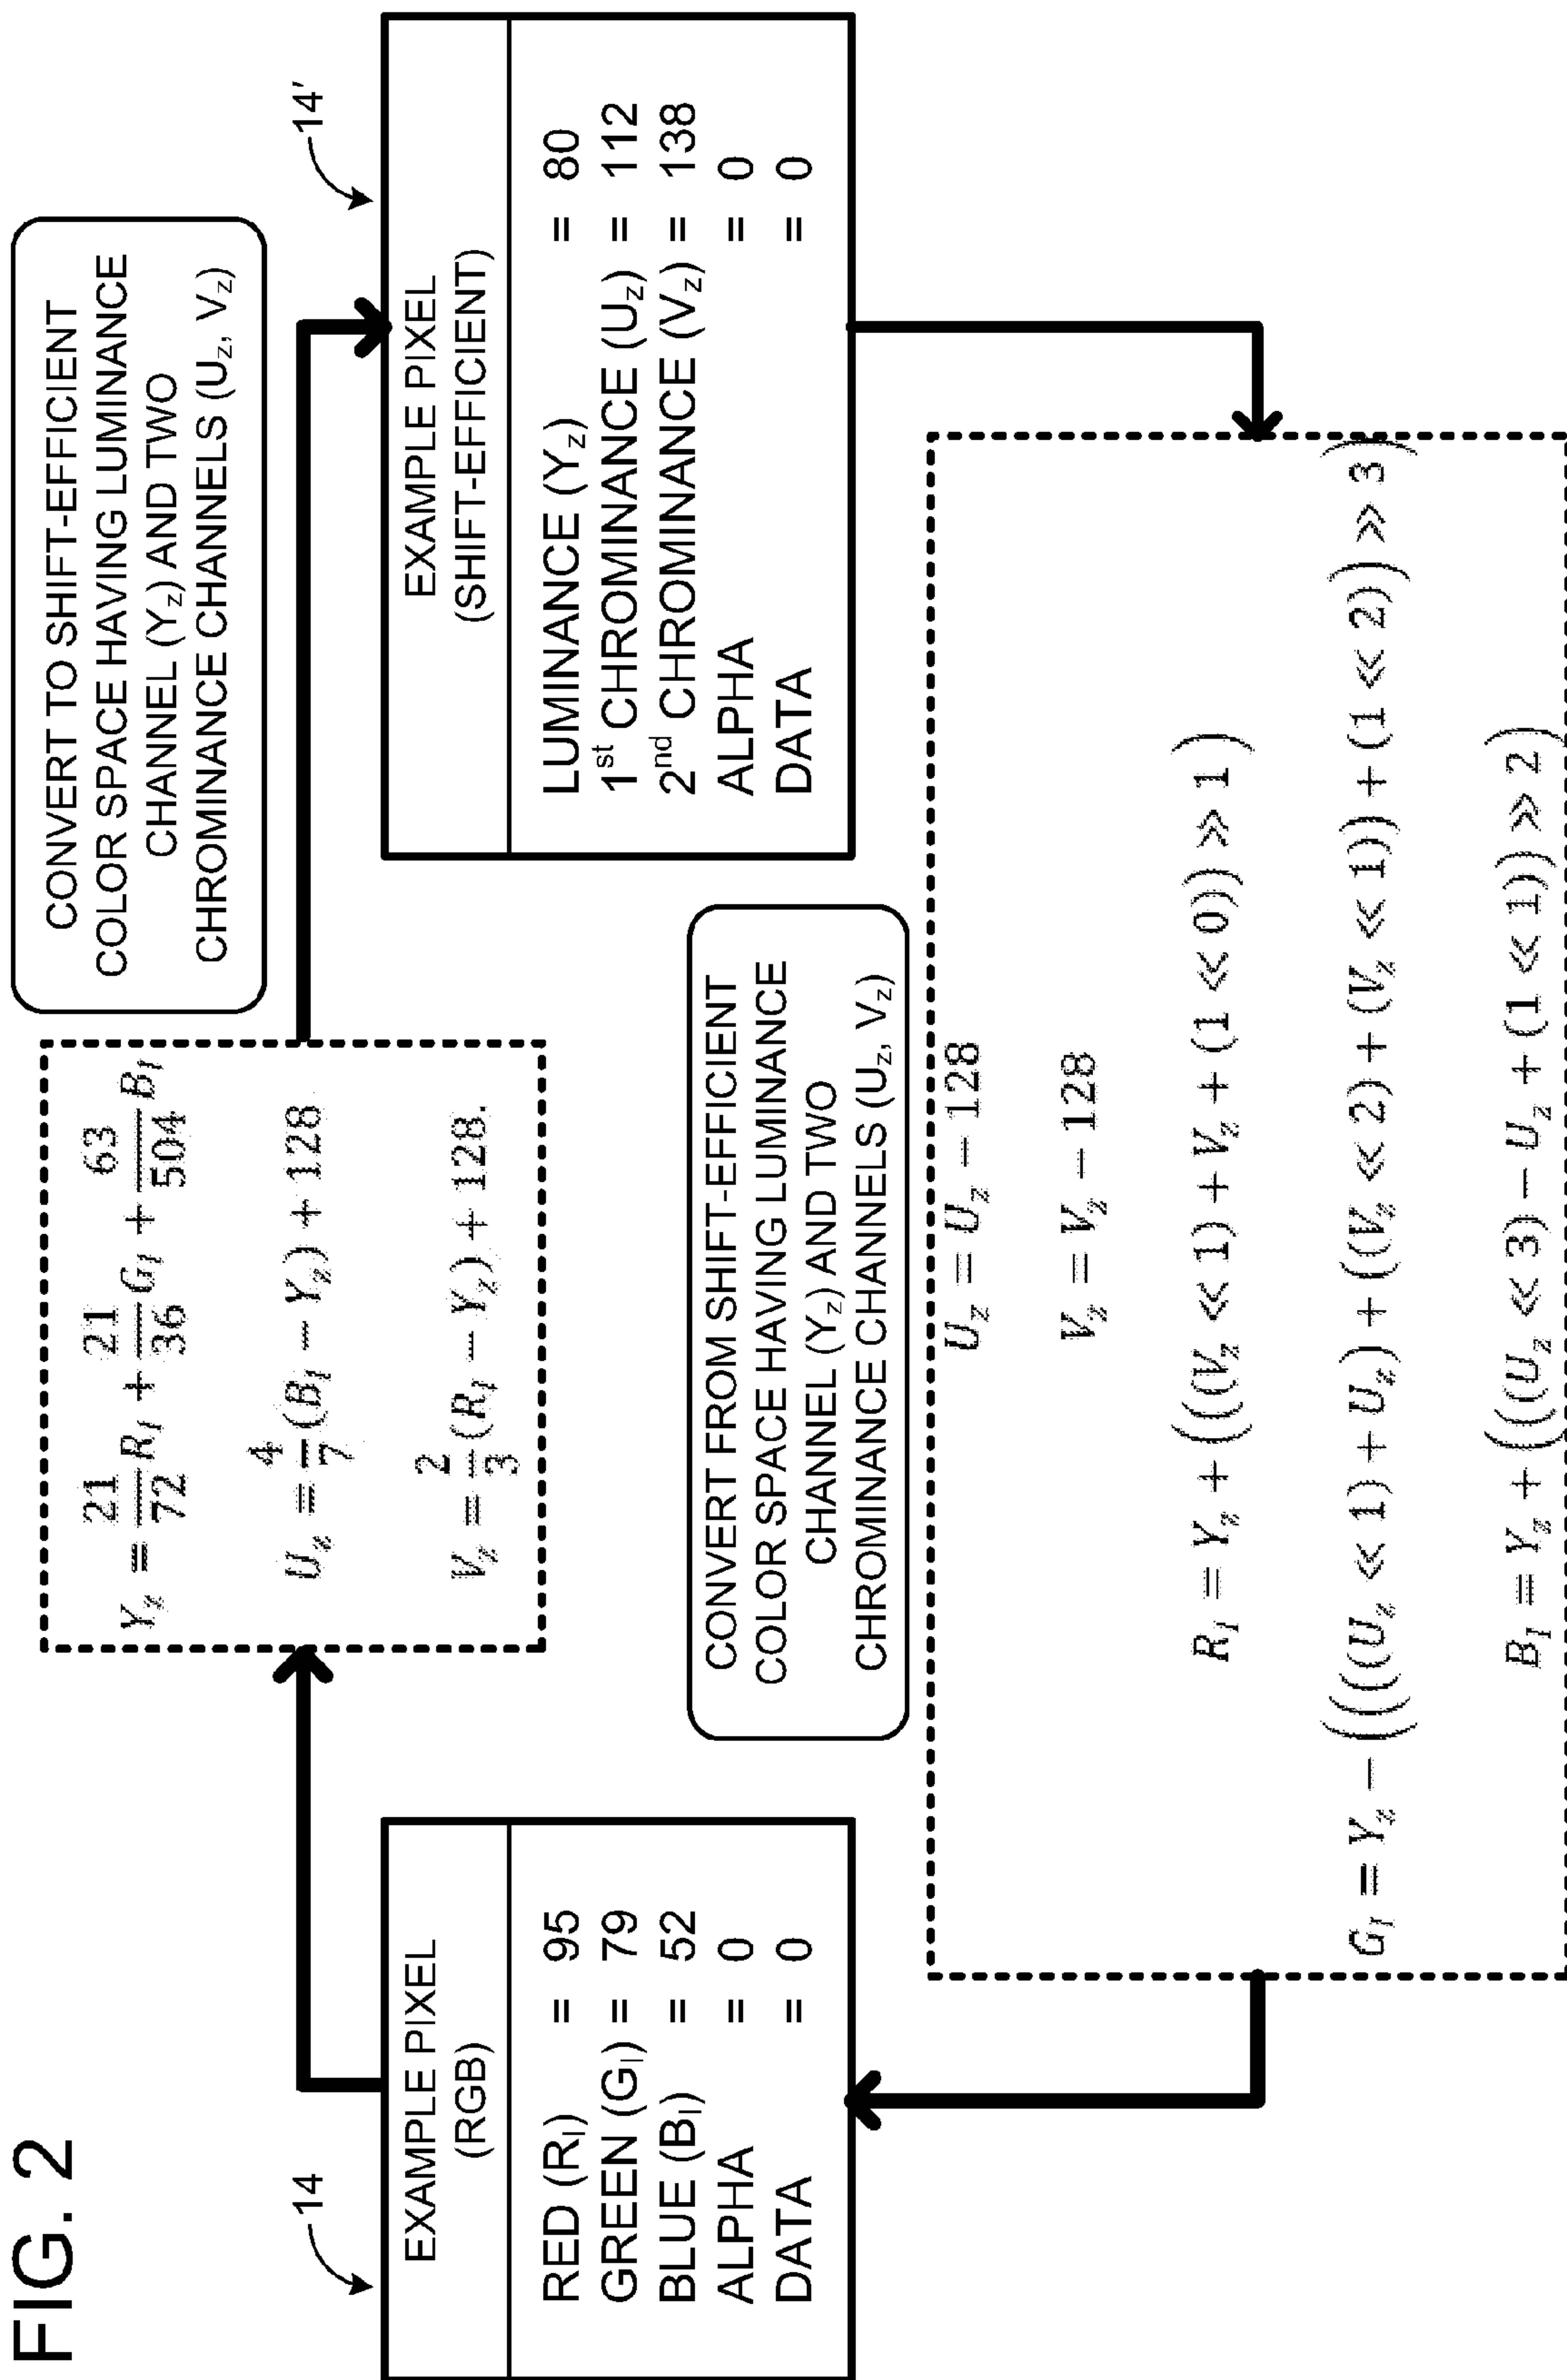 FIG. 2
14
EXAMPLE PIXEL
(RGB)
RED (R_I) = 95
GREEN (G_I) = 79
BLUE (B_I) = 52
ALPHA = 0
DATA = 0
Y_z = 21/72 R_I + 21/36 G_I + 63/504 B_I
U_z = 4/7 (B_I − Y_z) + 128
V_z = 2/3 (R_I − Y_z) + 128.
CONVERT TO SHIFT-EFFICIENT
COLOR SPACE HAVING LUMINANCE
CHANNEL (Y_z) AND TWO
CHROMINANCE CHANNELS (U_z, V_z)
14'
EXAMPLE PIXEL
(SHIFT-EFFICIENT)
LUMINANCE (Y_z) = 80
1st CHROMINANCE (U_z) = 112
2nd CHROMINANCE (V_z) = 138
ALPHA = 0
DATA = 0
CONVERT FROM SHIFT-EFFICIENT
COLOR SPACE HAVING LUMINANCE
CHANNEL (Y_z) AND TWO
CHROMINANCE CHANNELS (U_z, V_z)
U_z = U_z − 128
V_z = V_z − 128
R_I = Y_z + (((V_z ≪ 1) + V_z + (1 ≪ 0)) ≫ 1)
G_I = Y_z − ((((U_z ≪ 1) + U_z) + ((V_z ≪ 2) + (V_z ≪ 1)) + (1 ≪ 2)) ≫ 3)
B_I = Y_z + (((U_z ≪ 3) − U_z + (1 ≪ 1)) ≫ 2)